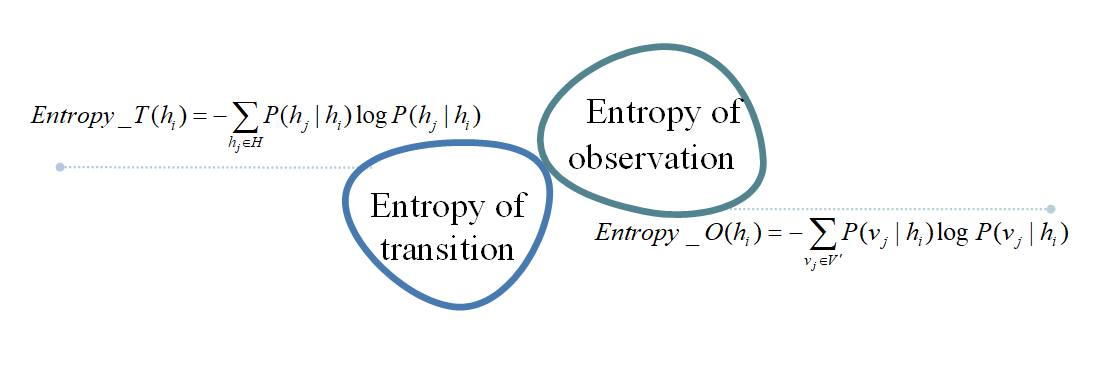 Entropy_T(h_i) = −∑_{h_j∈H} P(h_j | h_i) log P(h_j | h_i)
Entropy of
observation
Entropy of
transition
Entropy_O(h_i) = −∑_{v_j∈V′} P(v_j | h_i) log P(v_j | h_i)